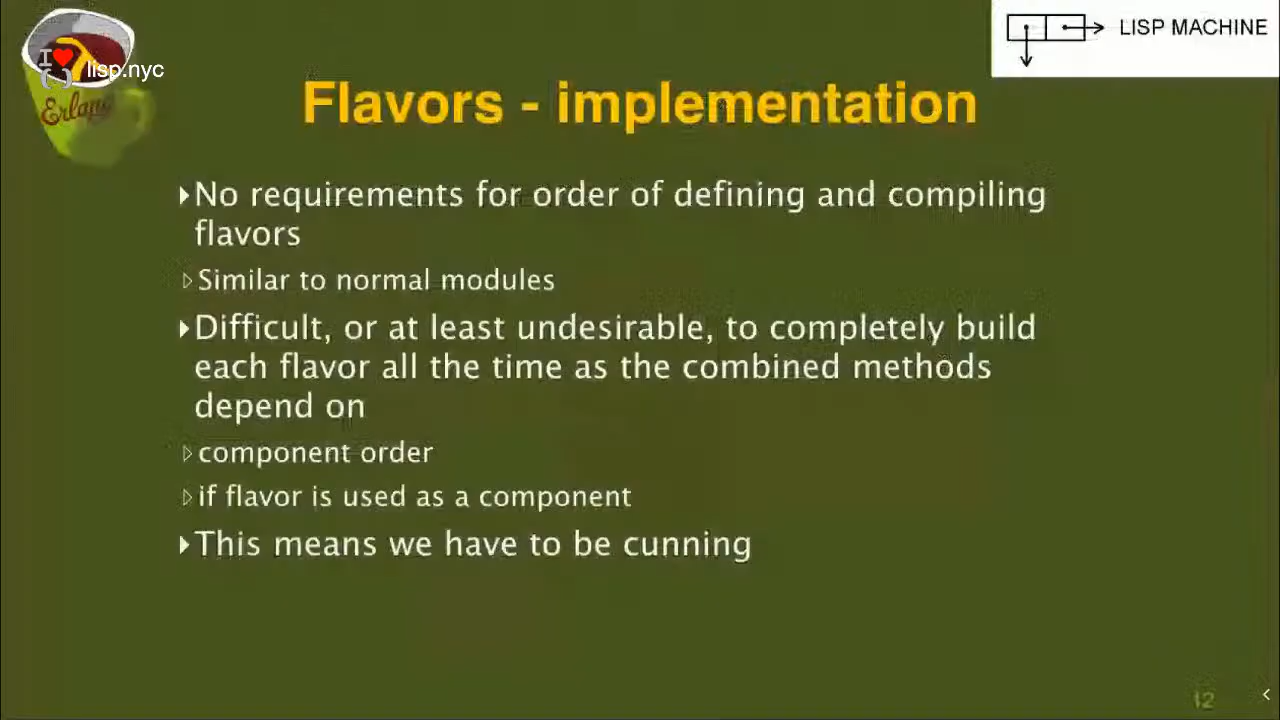 I ♥
{ }
lisp.nyc
LISP MACHINE
Flavors - implementation
No requirements for order of defining and compiling
flavors
Similar to normal modules
Difficult, or at least undesirable, to completely build
each flavor all the time as the combined methods
depend on
component order
if flavor is used as a component
This means we have to be cunning
12